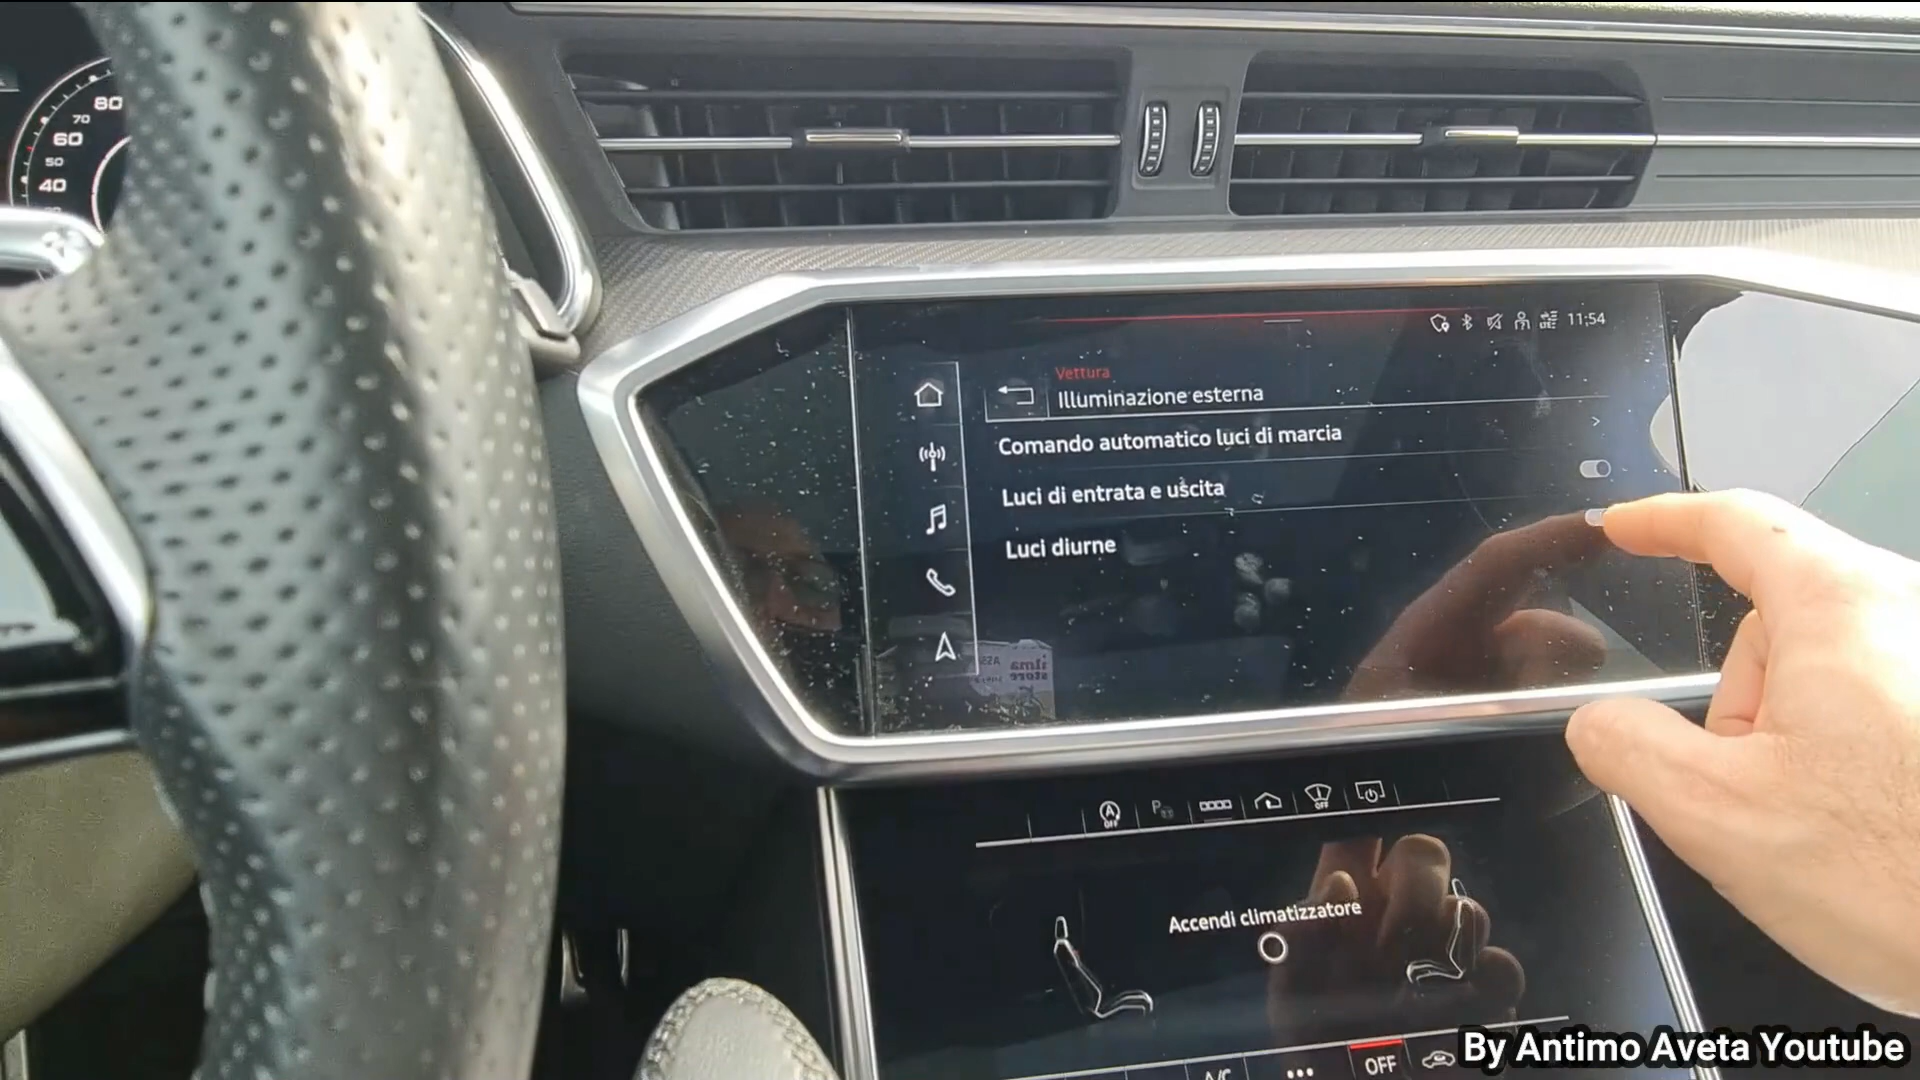 80
70
60
50
40
11:54
Vettura
Illuminazione esterna
Comando automatico luci di marcia
Luci di entrata e uscita
Luci diurne
Accendi climatizzatore
A/C
OFF
By Antimo Aveta Youtube